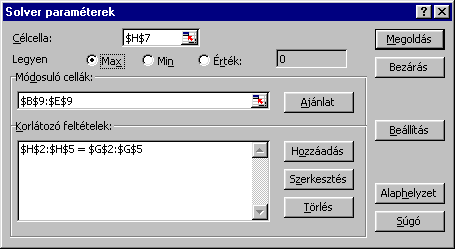 Solver paraméterek
Célcella: $H$7 Megoldás
Legyen Max Min Érték: 0 Bezárás
Módosuló cellák:
$B$9:$E$9 Ajánlat
Korlátozó feltételek: Beállítás
$H$2:$H$5 = $G$2:$G$5 Hozzáadás
Szerkesztés Alaphelyzet
Törlés Súgó